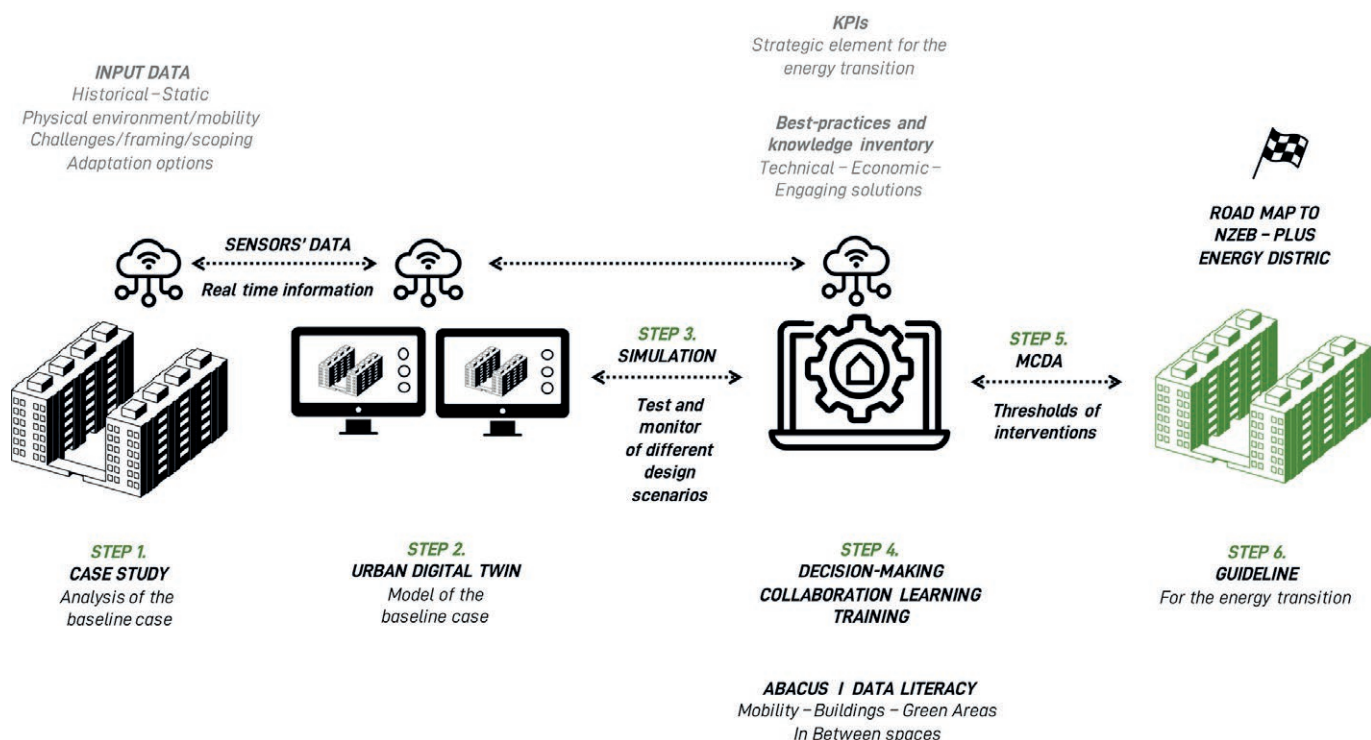 INPUT DATA
Historical – Static
Physical environment/mobility
Challenges/framing/scoping
Adaptation options
KPIs
Strategic element for the
energy transition
Best-practices and
knowledge inventory
Technical – Economic –
Engaging solutions
ROAD MAP TO
NZEB – PLUS
ENERGY DISTRIC
SENSORS' DATA
Real time information
STEP 3.
SIMULATION
Test and
monitor
of different
design
scenarios
STEP 5.
MCDA
Thresholds of
interventions
STEP 1.
CASE STUDY
Analysis of the
baseline case
STEP 2.
URBAN DIGITAL TWIN
Model of the
baseline case
STEP 4.
DECISION-MAKING
COLLABORATION LEARNING
TRAINING
STEP 6.
GUIDELINE
For the energy transition
ABACUS I DATA LITERACY
Mobility – Buildings – Green Areas
In Between spaces